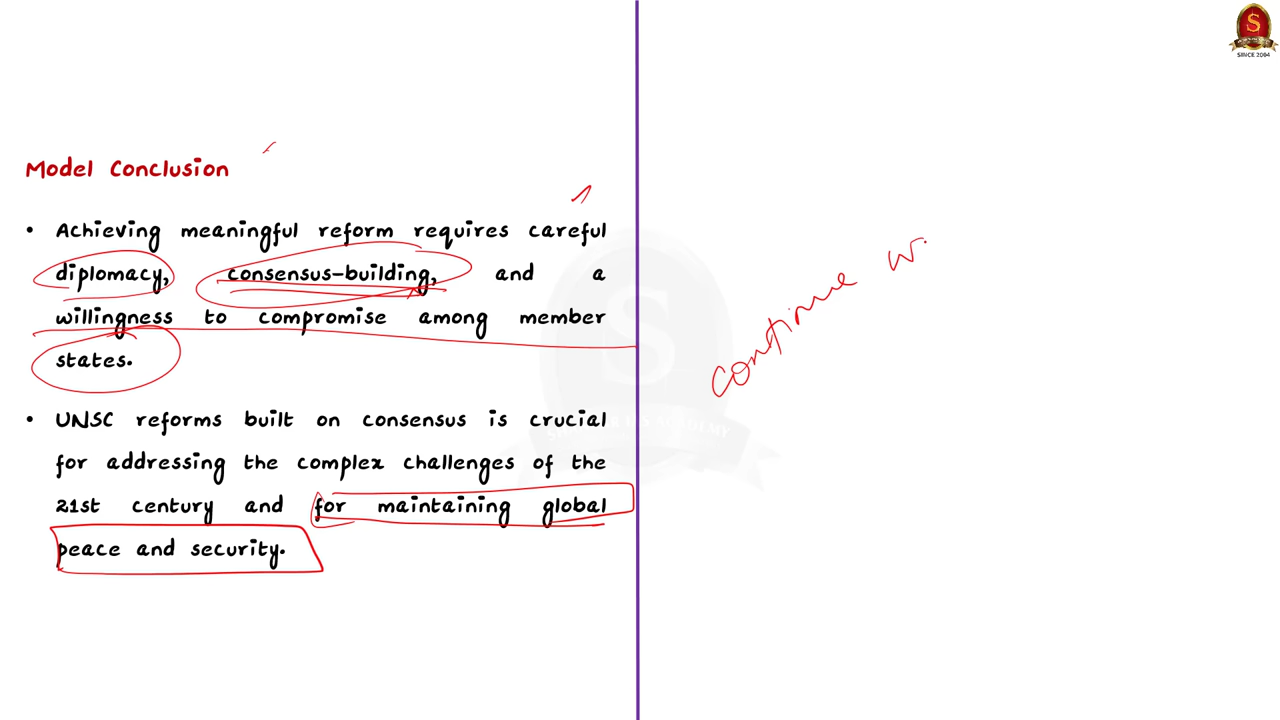 Model Conclusion
• Achieving meaningful reform requires careful
diplomacy, consensus-building, and a
willingness to compromise among member
states.
• UNSC reforms built on consensus is crucial
for addressing the complex challenges of the
21st century and for maintaining global
peace and security.
continue w
S
SINCE 2004